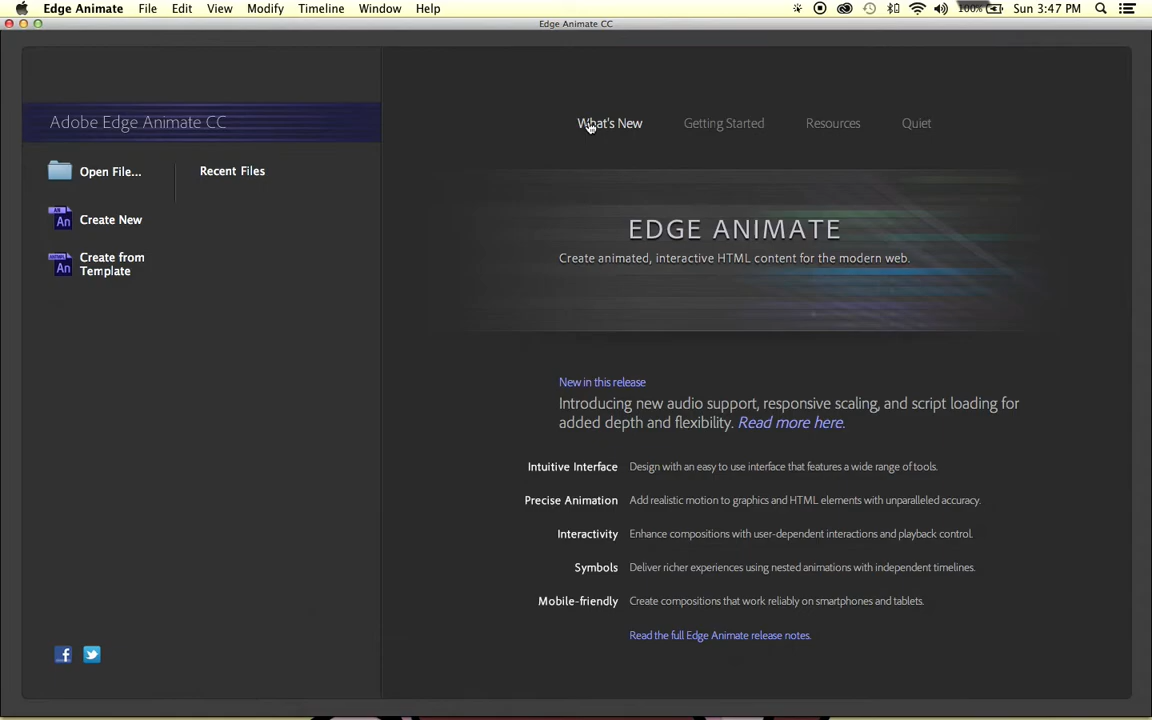 Edge Animate File Edit View Modify Timeline Window Help 100% Sun 3:47 PM
Edge Animate CC
Adobe Edge Animate CC
What's New Getting Started Resources Quiet
Open File...
Recent Files
Create New
Create from
Template
EDGE ANIMATE
Create animated, interactive HTML content for the modern web.
New in this release
Introducing new audio support, responsive scaling, and script loading for
added depth and flexibility. Read more here.
Intuitive Interface Design with an easy to use interface that features a wide range of tools.
Precise Animation Add realistic motion to graphics and HTML elements with unparalleled accuracy.
Interactivity Enhance compositions with user-dependent interactions and playback control.
Symbols Deliver richer experiences using nested animations with independent timelines.
Mobile-friendly Create compositions that work reliably on smartphones and tablets.
Read the full Edge Animate release notes.